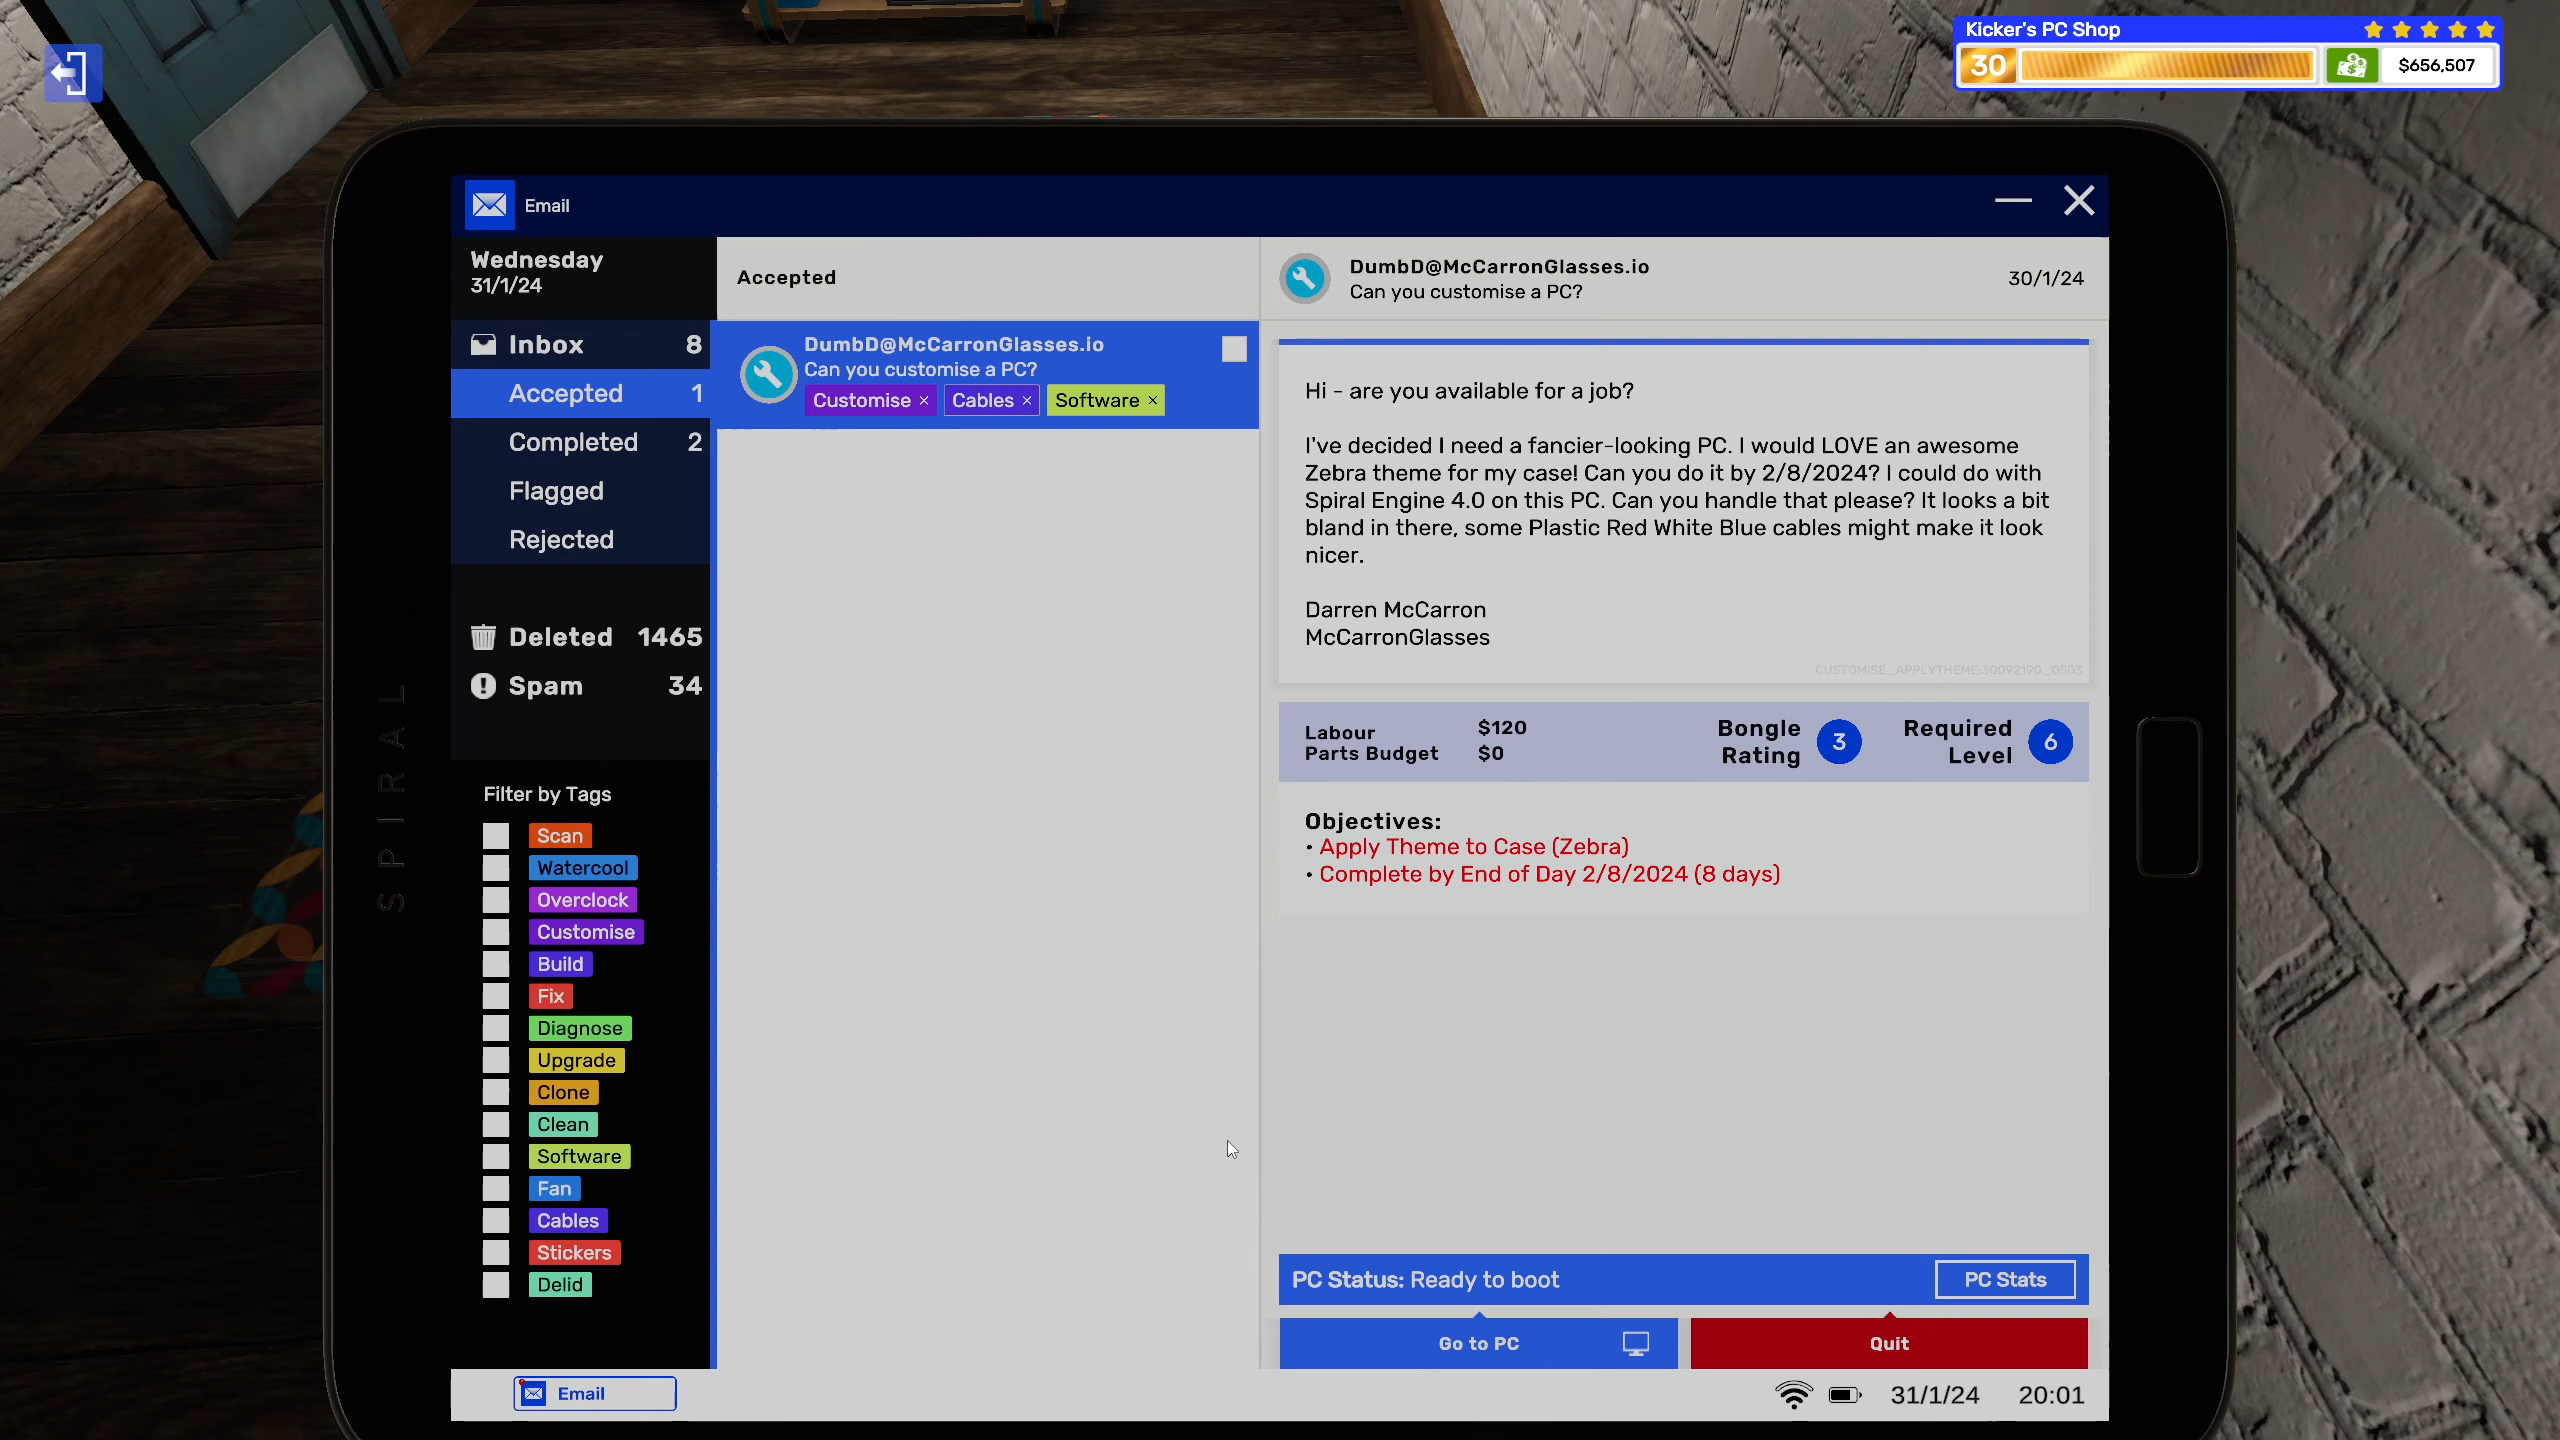 Kicker's PC Shop
30
$656,507
Email
Wednesday
31/1/24
Inbox 8
Accepted 1
Completed 2
Flagged
Rejected
Deleted 1465
Spam 34
Filter by Tags
Scan
Watercool
Overclock
Customise
Build
Fix
Diagnose
Upgrade
Clone
Clean
Software
Fan
Cables
Stickers
Delid
Accepted
DumbD@McCarronGlasses.io
Can you customise a PC?
Customise ×
Cables ×
Software ×
DumbD@McCarronGlasses.io
Can you customise a PC?
30/1/24
Hi - are you available for a job?
I've decided I need a fancier-looking PC. I would LOVE an awesome
Zebra theme for my case! Can you do it by 2/8/2024? I could do with
Spiral Engine 4.0 on this PC. Can you handle that please? It looks a bit
bland in there, some Plastic Red White Blue cables might make it look
nicer.
Darren McCarron
McCarronGlasses
CUSTOMISE_APPLYTHEME:30092190_0503
Labour $120
Parts Budget $0
Bongle
Rating
3
Required
Level
6
Objectives:
• Apply Theme to Case (Zebra)
• Complete by End of Day 2/8/2024 (8 days)
PC Status: Ready to boot
PC Stats
Go to PC
Quit
Email
31/1/24
20:01
SPIRAL